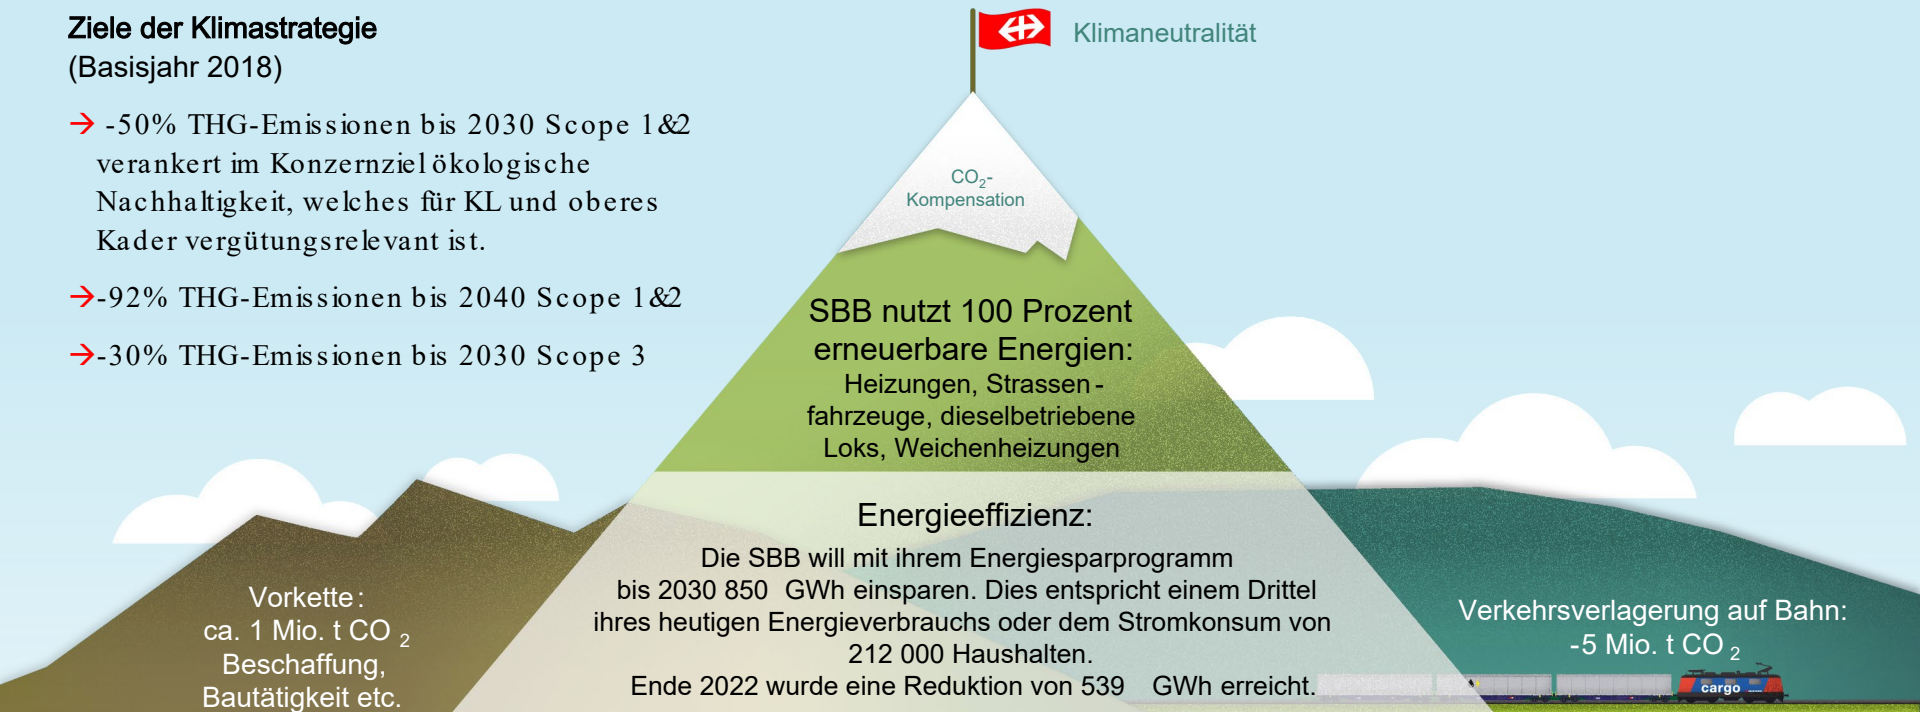 Ziele der Klimastrategie
(Basisjahr 2018)
→ -50% THG-Emissionen bis 2030 Scope 1&2
verankert im Konzernziel ökologische
Nachhaltigkeit, welches für KL und oberes
Kader vergütungsrelevant ist.
→-92% THG-Emissionen bis 2040 Scope 1&2
→-30% THG-Emissionen bis 2030 Scope 3
Klimaneutralität
CO₂-
Kompensation
SBB nutzt 100 Prozent
erneuerbare Energien:
Heizungen, Strassen-
fahrzeuge, dieselbetriebene
Loks, Weichenheizungen
Energieeffizienz:
Die SBB will mit ihrem Energiesparprogramm
bis 2030 850 GWh einsparen. Dies entspricht einem Drittel
ihres heutigen Energieverbrauchs oder dem Stromkonsum von
212 000 Haushalten.
Ende 2022 wurde eine Reduktion von 539 GWh erreicht.
Vorkette:
ca. 1 Mio. t CO₂
Beschaffung,
Bautätigkeit etc.
Verkehrsverlagerung auf Bahn:
-5 Mio. t CO₂
cargo